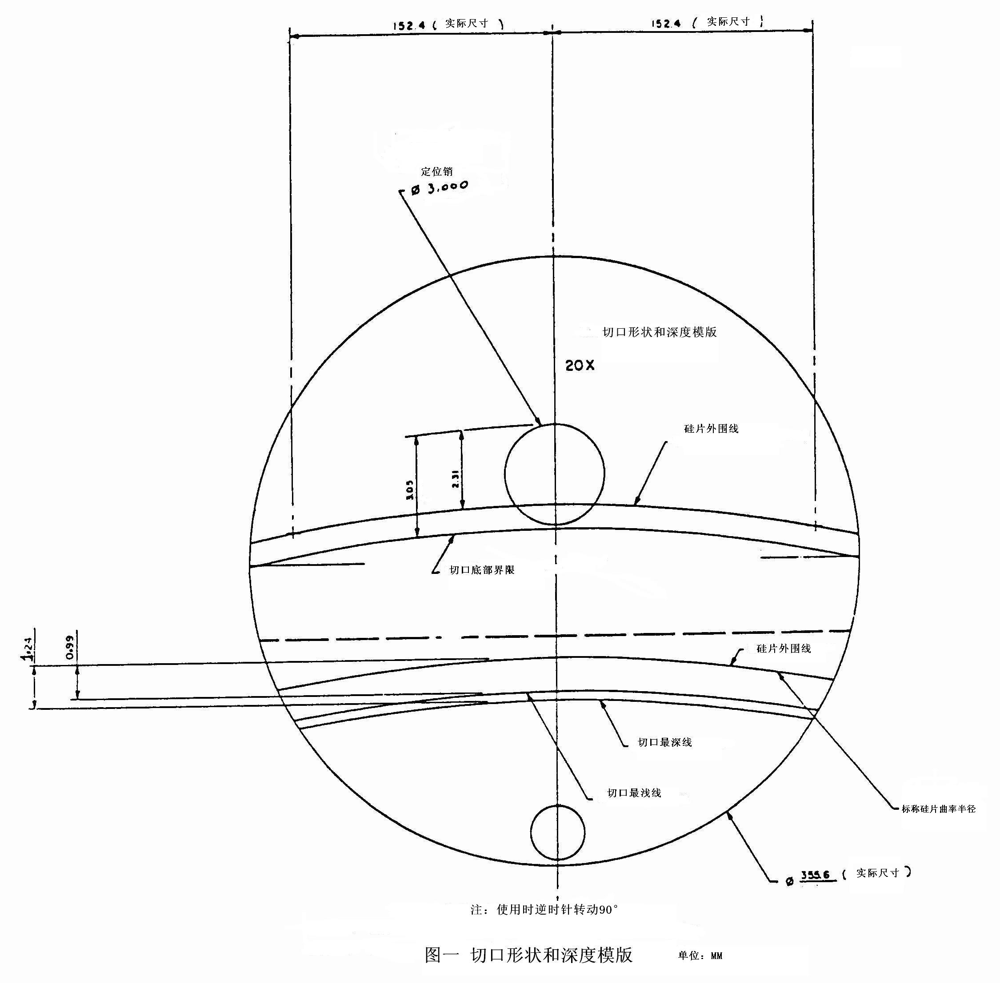 152.4 ( 实际尺寸 )
152.4 ( 实际尺寸 )
定位销
ø 3.000
切口形状和深度模版
20X
硅片外围线
2.31
3.05
切口底部界限
1.24
0.99
硅片外围线
切口最深线
切口最浅线
标称硅片曲率半径
ø 355.6 ( 实际尺寸 )
注：使用时逆时针转动90°
图一 切口形状和深度模版
单位：MM